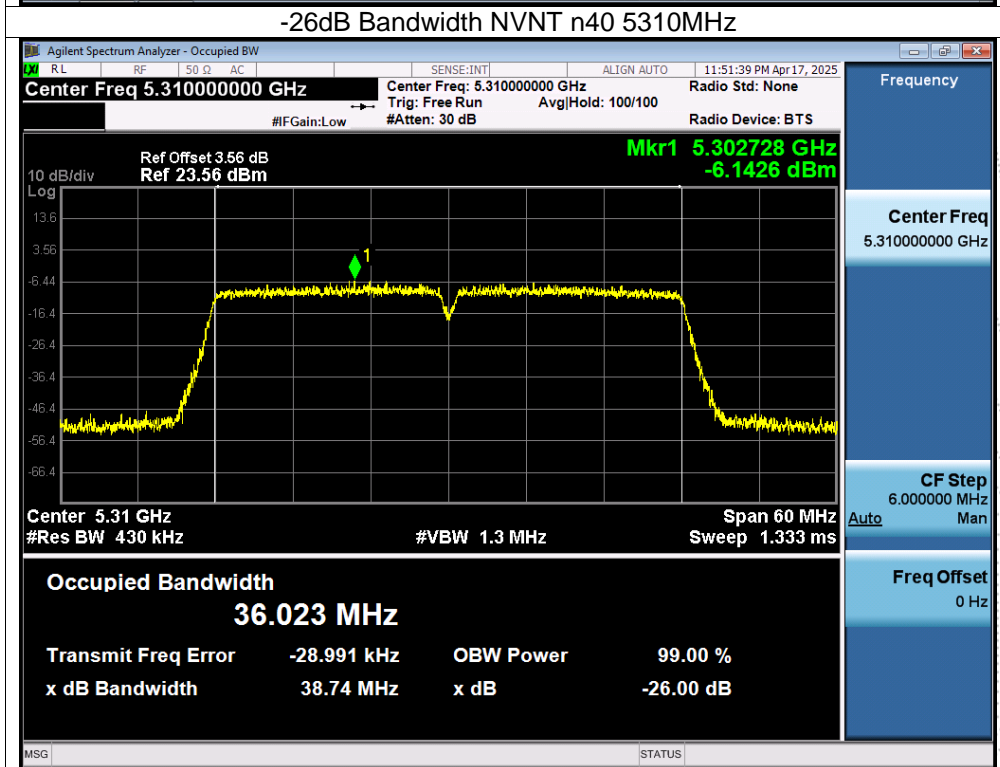 -26dB Bandwidth NVNT n40 5310MHz
Agilent Spectrum Analyzer - Occupied BW
LXI RL RF 50 Ω AC SENSE:INT ALIGN AUTO 11:51:39 PM Apr 17, 2025
Center Freq 5.310000000 GHz
Center Freq: 5.310000000 GHz Radio Std: None
Trig: Free Run Avg|Hold: 100/100
#IFGain:Low #Atten: 30 dB Radio Device: BTS
Frequency
Mkr1 5.302728 GHz
-6.1426 dBm
Ref Offset 3.56 dB
10 dB/div Ref 23.56 dBm
Log
13.6
3.56
-6.44
-16.4
-26.4
-36.4
-46.4
-56.4
-66.4
1
Center 5.31 GHz Span 60 MHz
#Res BW 430 kHz #VBW 1.3 MHz Sweep 1.333 ms
Center Freq
5.310000000 GHz
CF Step
6.000000 MHz
Auto Man
Freq Offset
0 Hz
Occupied Bandwidth
36.023 MHz
Transmit Freq Error -28.991 kHz OBW Power 99.00 %
x dB Bandwidth 38.74 MHz x dB -26.00 dB
MSG STATUS